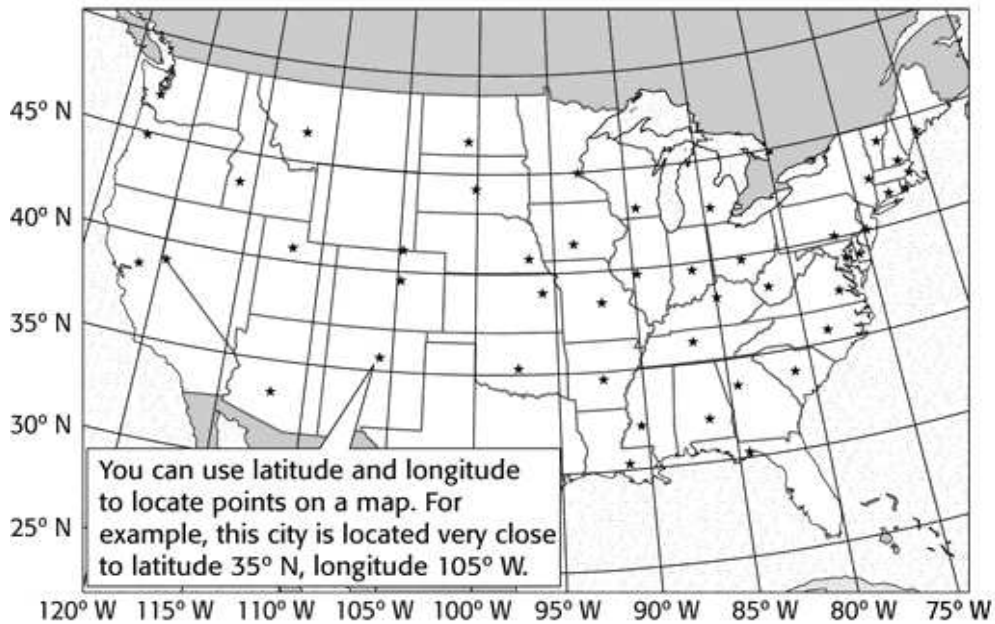 45° N
40° N
35° N
30° N
25° N
You can use latitude and longitude
to locate points on a map. For
example, this city is located very close
to latitude 35° N, longitude 105° W.
120° W 115° W 110° W 105° W 100° W 95° W 90° W 85° W 80° W 75° W